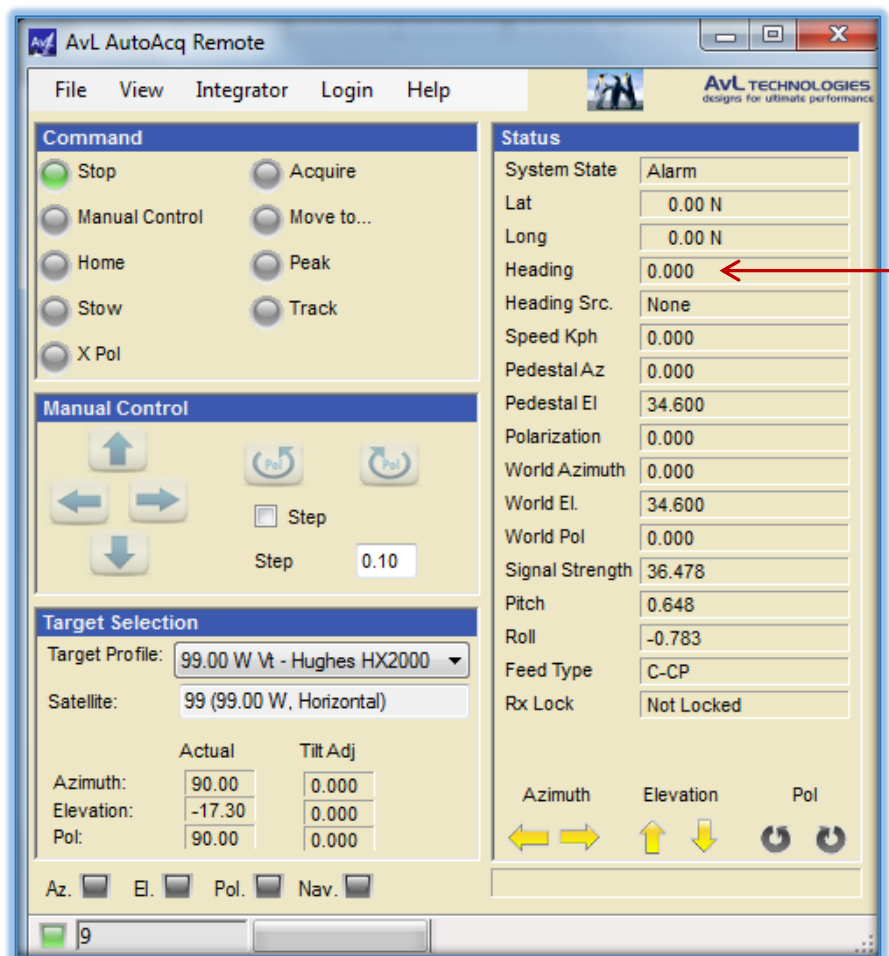 AvL AutoAcq Remote
File View Integrator Login Help
AvL TECHNOLOGIES
designs for ultimate performance
Command
Stop Acquire
Manual Control Move to...
Home Peak
Stow Track
X Pol
Manual Control
Pol Pol
Step
Step 0.10
Target Selection
Target Profile: 99.00 W Vt - Hughes HX2000
Satellite: 99 (99.00 W, Horizontal)
Actual Tilt Adj
Azimuth: 90.00 0.000
Elevation: -17.30 0.000
Pol: 90.00 0.000
Az. El. Pol. Nav.
9
Status
System State Alarm
Lat 0.00 N
Long 0.00 N
Heading 0.000
Heading Src. None
Speed Kph 0.000
Pedestal Az 0.000
Pedestal El 34.600
Polarization 0.000
World Azimuth 0.000
World El. 34.600
World Pol 0.000
Signal Strength 36.478
Pitch 0.648
Roll -0.783
Feed Type C-CP
Rx Lock Not Locked
Azimuth Elevation Pol